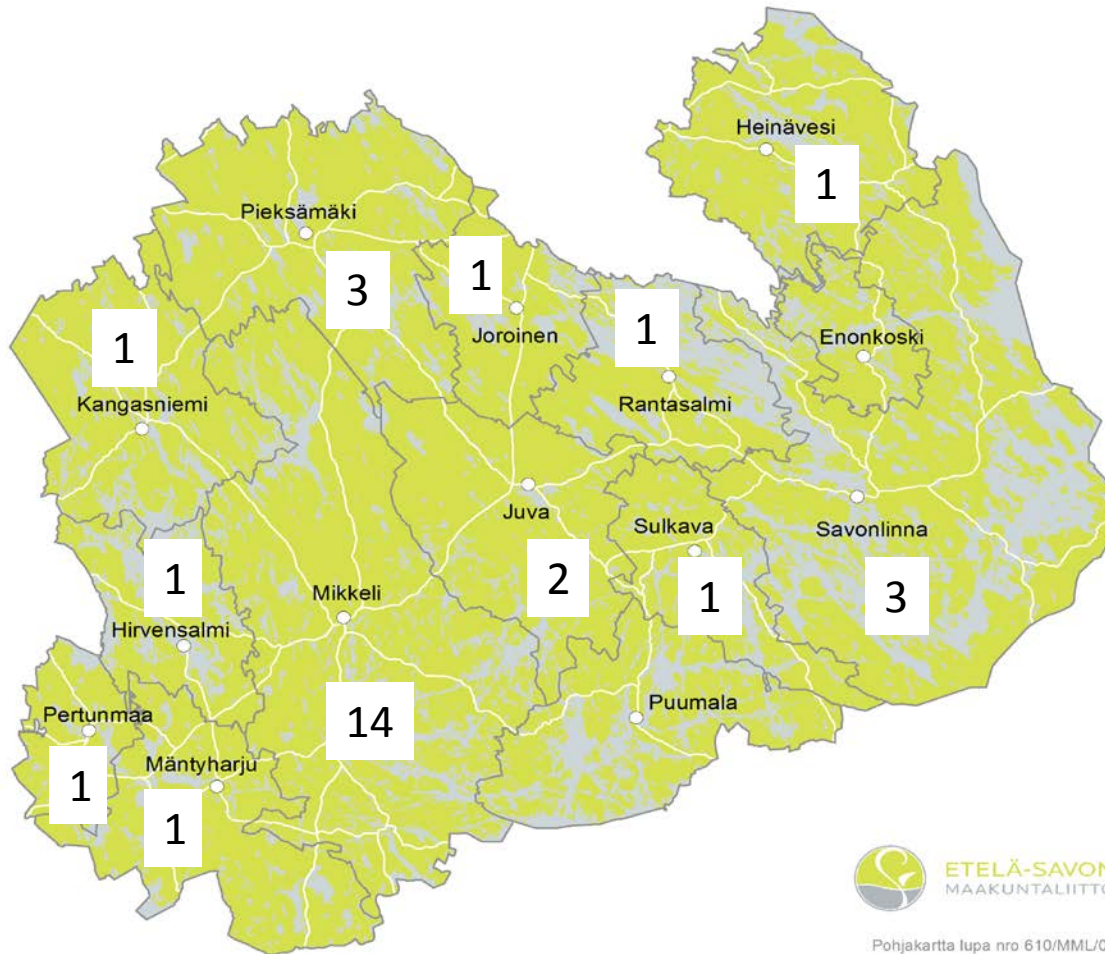 Heinävesi
1
Pieksämäki
3
1
Joroinen
1
Rantasalmi
Enonkoski
1
Kangasniemi
Juva
2
Sulkava
1
Savonlinna
3
1
Hirvensalmi
Mikkeli
14
Puumala
Pertunmaa
1
Mäntyharju
1
ETELÄ-SAVON
MAAKUNTALIITTO
Pohjakartta lupa nro 610/MML/0